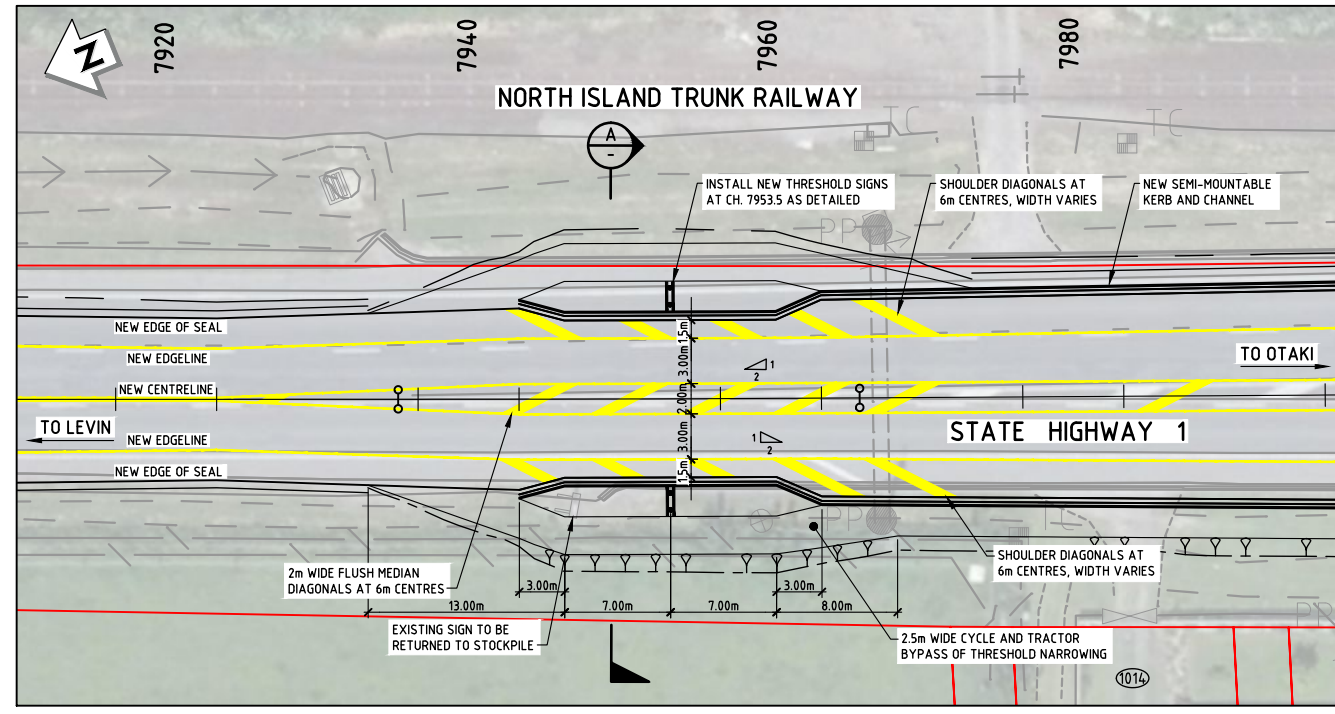 N
7920
7940
7960
7980
NORTH ISLAND TRUNK RAILWAY
TC
TC
A
-
INSTALL NEW THRESHOLD SIGNS
AT CH. 7953.5 AS DETAILED
SHOULDER DIAGONALS AT
6m CENTRES, WIDTH VARIES
NEW SEMI-MOUNTABLE
KERB AND CHANNEL
PP
NEW EDGE OF SEAL
NEW EDGELINE
NEW CENTRELINE
NEW EDGELINE
NEW EDGE OF SEAL
TO LEVIN
TO OTAKI
STATE HIGHWAY 1
1.5m
3.00m
2.00m
3.00m
1.5m
1
2
1
2
PP
TC
2m WIDE FLUSH MEDIAN
DIAGONALS AT 6m CENTRES
SHOULDER DIAGONALS AT
6m CENTRES, WIDTH VARIES
3.00m
3.00m
13.00m
7.00m
7.00m
8.00m
EXISTING SIGN TO BE
RETURNED TO STOCKPILE
2.5m WIDE CYCLE AND TRACTOR
BYPASS OF THRESHOLD NARROWING
PP
1014